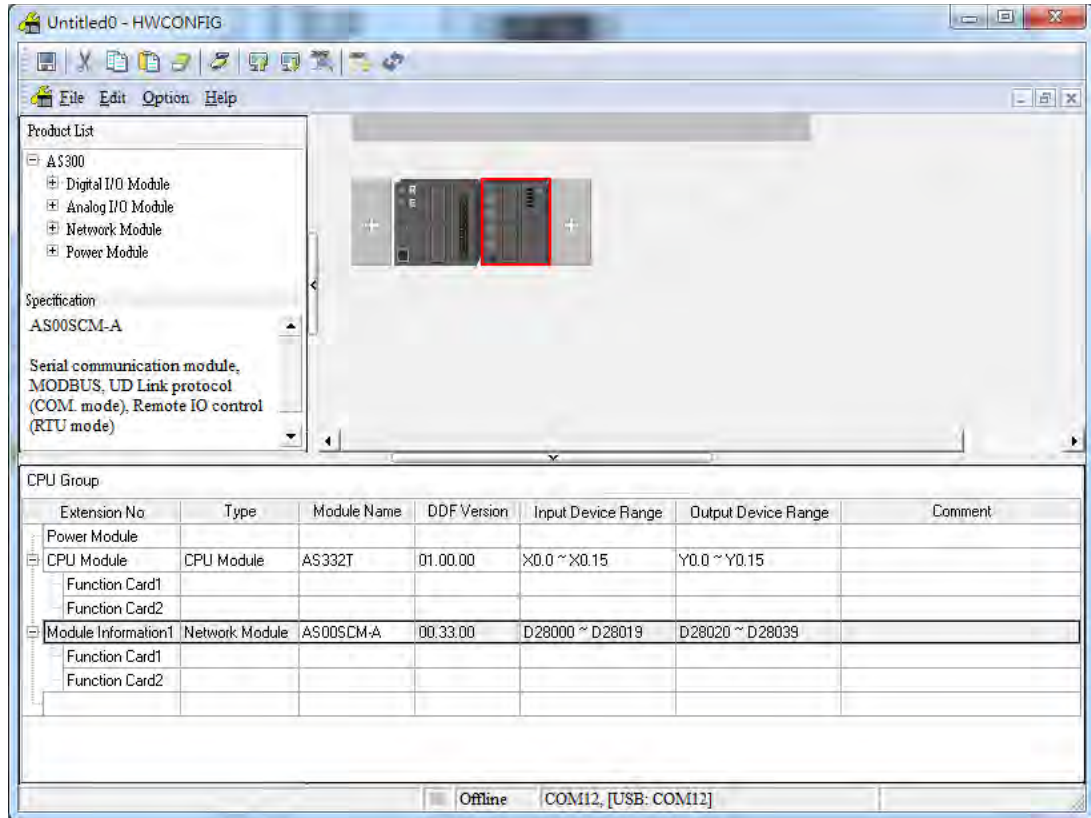 Untitled0 - HWCONFIG
File Edit Option Help
Product List
AS300
Digital I/O Module
Analog I/O Module
Network Module
Power Module
Specification
AS00SCM-A
Serial communication module,
MODBUS, UD Link protocol
(COM. mode), Remote IO control
(RTU mode)
CPU Group
Extension No Type Module Name DDF Version Input Device Range Output Device Range Comment
Power Module
CPU Module CPU Module AS332T 01.00.00 X0.0 ~ X0.15 Y0.0 ~ Y0.15
Function Card1
Function Card2
Module Information1 Network Module AS00SCM-A 00.33.00 D28000 ~ D28019 D28020 ~ D28039
Function Card1
Function Card2
Offline COM12, [USB: COM12]